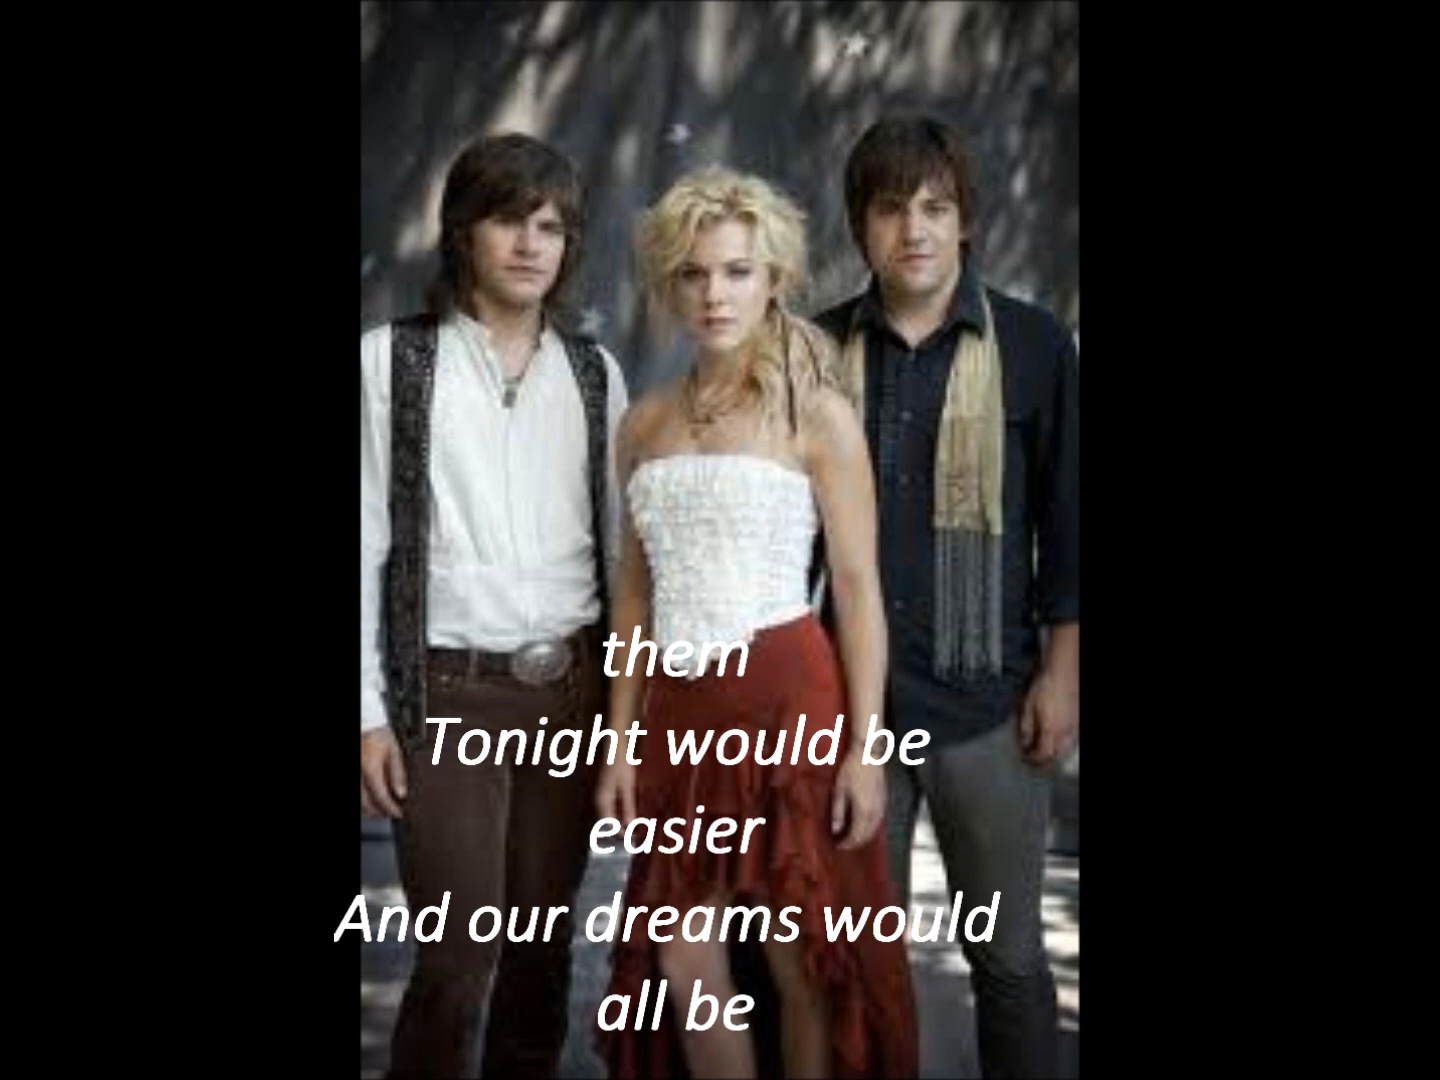 them
Tonight would be
easier
And our dreams would
all be